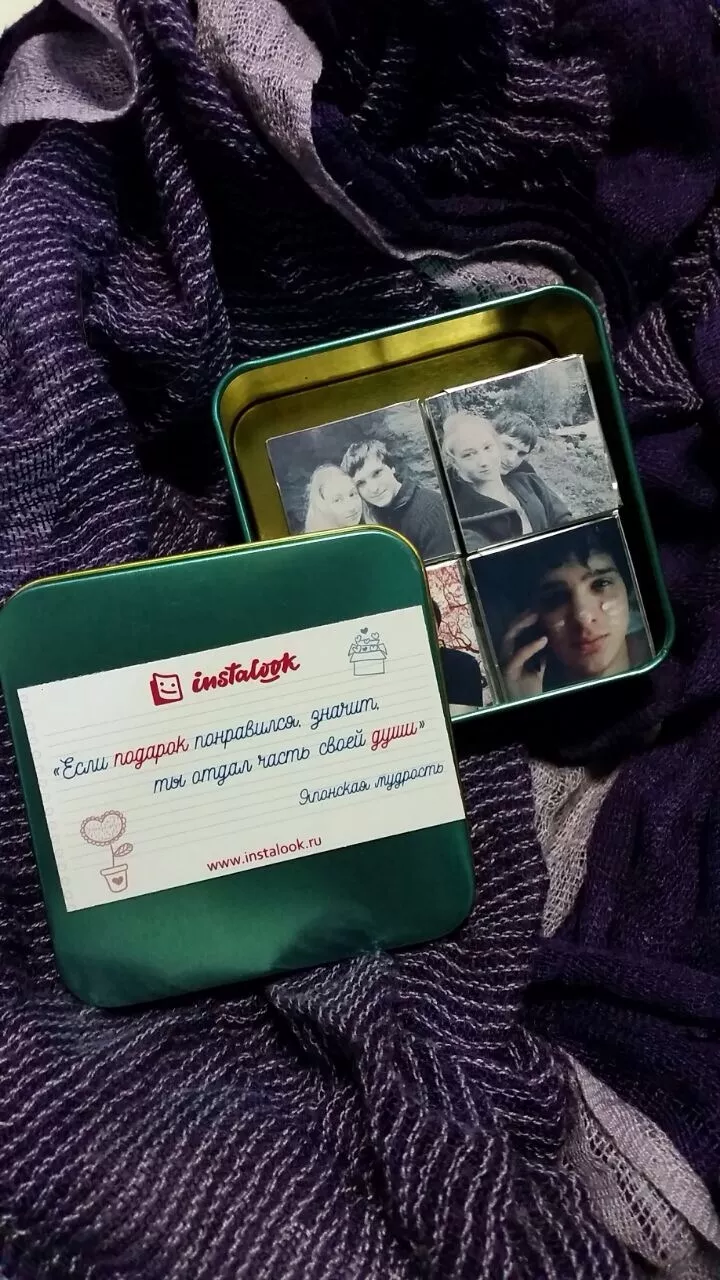 instalook
«Если подарок понравился, значит,
ты отдал часть своей души»
Японская мудрость
www.instalook.ru